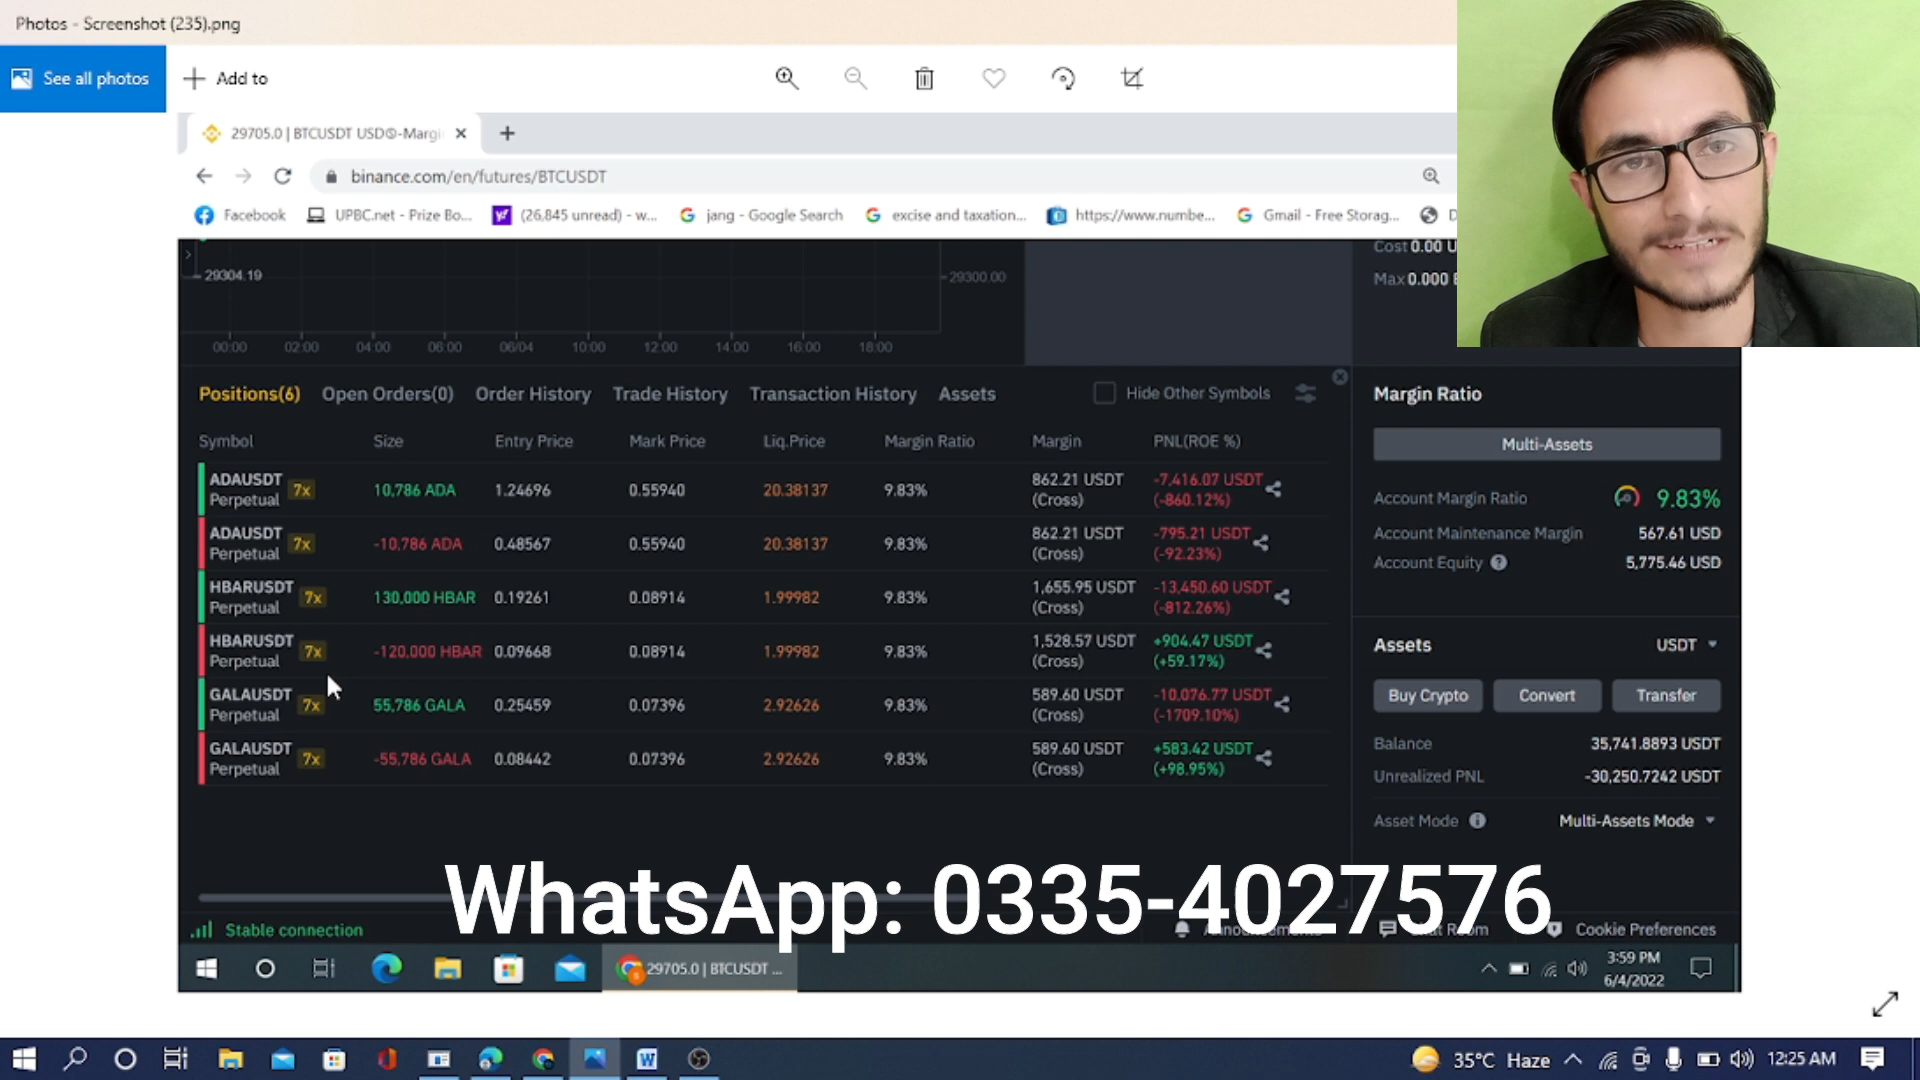 Photos - Screenshot (235).png
See all photos
Add to
29705.0 | BTCUSDT USDⓈ-Margi
binance.com/en/futures/BTCUSDT
Facebook
UPBC.net - Prize Bo...
(26,845 unread) - w...
jang - Google Search
excise and taxation...
https://www.numbe...
Gmail - Free Storag...
D
29304.19
29300.00
Cost 0.00 U
Max 0.000
00:00 02:00 04:00 06:00 06/04 10:00 12:00 14:00 16:00 18:00
Positions(6) Open Orders(0) Order History Trade History Transaction History Assets Hide Other Symbols
Symbol Size Entry Price Mark Price Liq.Price Margin Ratio Margin PNL(ROE %)
ADAUSDT Perpetual 7x 10,786 ADA 1.24696 0.55940 20.38137 9.83% 862.21 USDT (Cross) -7,416.07 USDT (-860.12%)
ADAUSDT Perpetual 7x -10,786 ADA 0.48567 0.55940 20.38137 9.83% 862.21 USDT (Cross) -795.21 USDT (-92.23%)
HBARUSDT Perpetual 7x 130,000 HBAR 0.19261 0.08914 1.99982 9.83% 1,655.95 USDT (Cross) -13,450.60 USDT (-812.26%)
HBARUSDT Perpetual 7x -120,000 HBAR 0.09668 0.08914 1.99982 9.83% 1,528.57 USDT (Cross) +904.47 USDT (+59.17%)
GALAUSDT Perpetual 7x 55,786 GALA 0.25459 0.07396 2.92626 9.83% 589.60 USDT (Cross) -10,076.77 USDT (-1709.10%)
GALAUSDT Perpetual 7x -55,786 GALA 0.08442 0.07396 2.92626 9.83% 589.60 USDT (Cross) +583.42 USDT (+98.95%)
Margin Ratio
Multi-Assets
Account Margin Ratio 9.83%
Account Maintenance Margin 567.61 USD
Account Equity 5,775.46 USD
Assets USDT
Buy Crypto Convert Transfer
Balance 35,741.8893 USDT
Unrealized PNL -30,250.7242 USDT
Asset Mode Multi-Assets Mode
WhatsApp: 0335-4027576
Stable connection
Cookie Preferences
29705.0 | BTCUSDT ...
3:59 PM
6/4/2022
35°C Haze
12:25 AM